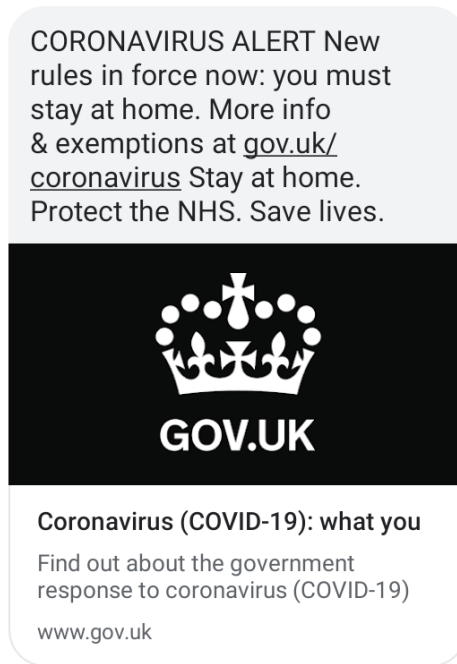 CORONAVIRUS ALERT New
rules in force now: you must
stay at home. More info
& exemptions at gov.uk/
coronavirus Stay at home.
Protect the NHS. Save lives.
GOV.UK
Coronavirus (COVID-19): what you
Find out about the government
response to coronavirus (COVID-19)
www.gov.uk